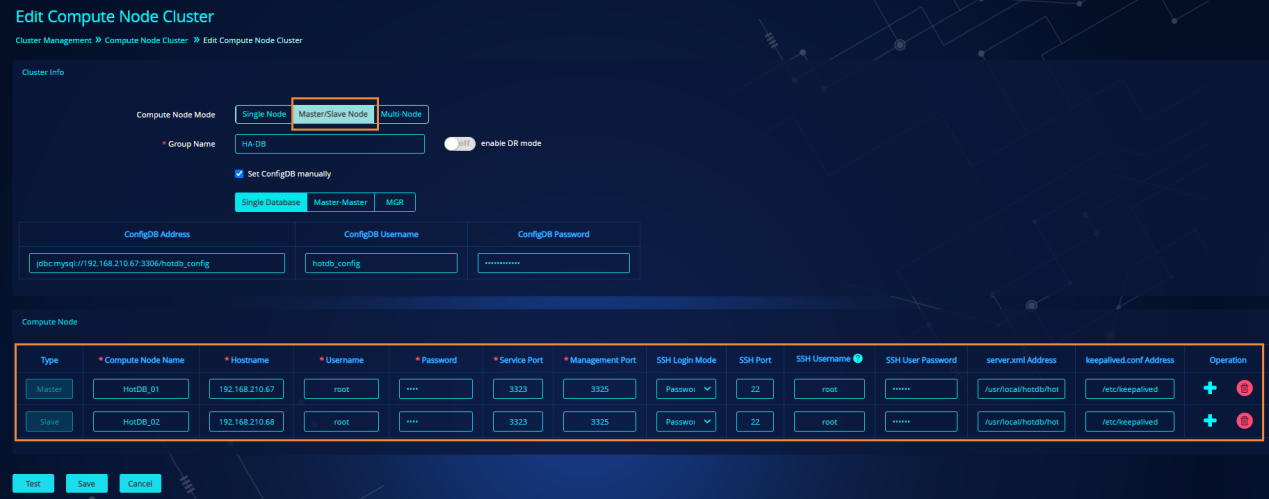 Edit Compute Node Cluster
Cluster Management » Compute Node Cluster » Edit Compute Node Cluster
Cluster Info
Compute Node Mode Single Node Master/Slave Node Multi-Node
* Group Name HA-DB off enable DR mode
Set ConfigDB manually
Single Database Master-Master MGR
ConfigDB Address ConfigDB Username ConfigDB Password
jdbc:mysql://192.168.210.67:3306/hotdb_config hotdb_config ••••••••••••
Compute Node
Type * Compute Node Name * Hostname * Username * Password * Service Port * Management Port SSH Login Mode SSH Port SSH Username ? SSH User Password server.xml Address keepalived.conf Address Operation
Master HotDB_01 192.168.210.67 root •••• 3323 3325 Passwor 22 root •••••• /usr/local/hotdb/hot /etc/keepalived
Slave HotDB_02 192.168.210.68 root •••• 3323 3325 Passwor 22 root •••••• /usr/local/hotdb/hot /etc/keepalived
Test Save Cancel